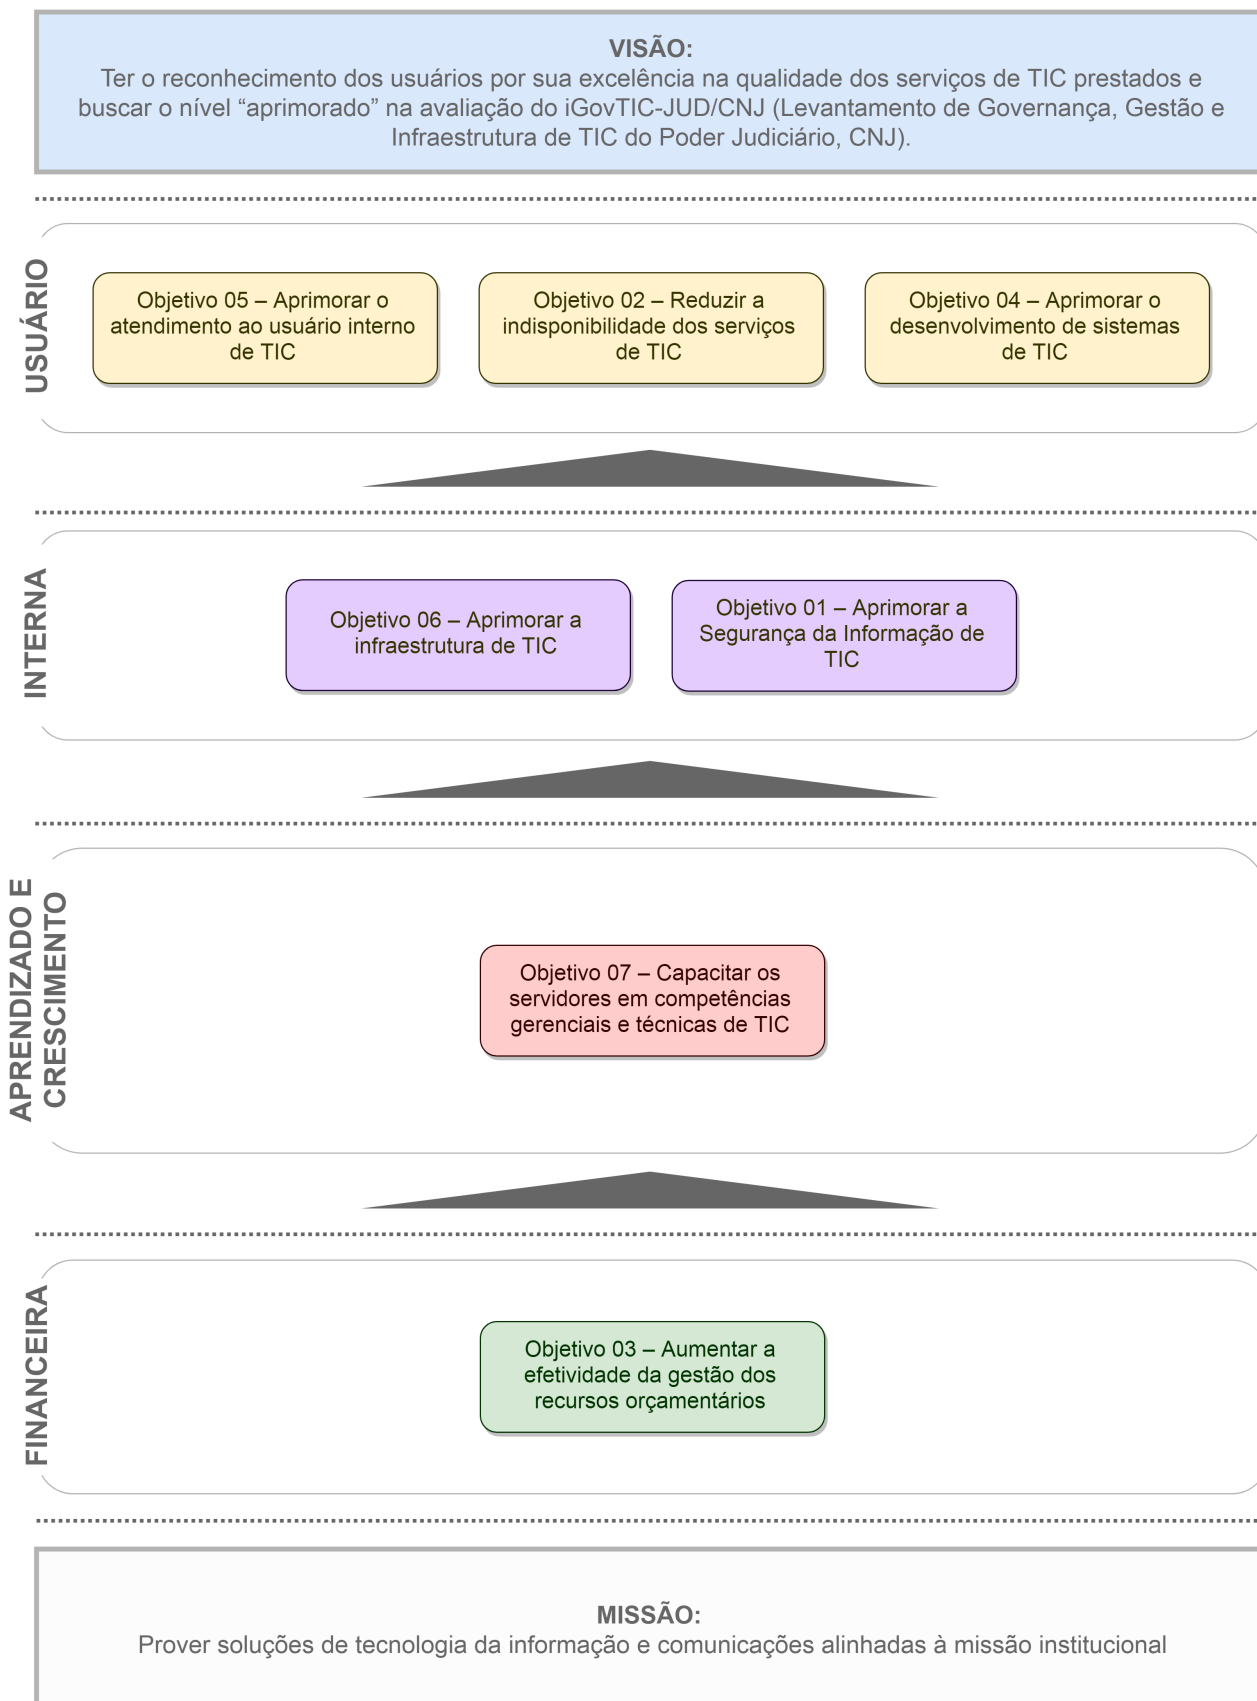 VISÃO:
Ter o reconhecimento dos usuários por sua excelência na qualidade dos serviços de TIC prestados e
buscar o nível “aprimorado” na avaliação do iGovTIC-JUD/CNJ (Levantamento de Governança, Gestão e
Infraestrutura de TIC do Poder Judiciário, CNJ).
USUÁRIO
Objetivo 05 – Aprimorar o
atendimento ao usuário interno
de TIC
Objetivo 02 – Reduzir a
indisponibilidade dos serviços
de TIC
Objetivo 04 – Aprimorar o
desenvolvimento de sistemas
de TIC
INTERNA
Objetivo 06 – Aprimorar a
infraestrutura de TIC
Objetivo 01 – Aprimorar a
Segurança da Informação de
TIC
APRENDIZADO E
CRESCIMENTO
Objetivo 07 – Capacitar os
servidores em competências
gerenciais e técnicas de TIC
FINANCEIRA
Objetivo 03 – Aumentar a
efetividade da gestão dos
recursos orçamentários
MISSÃO:
Prover soluções de tecnologia da informação e comunicações alinhadas à missão institucional